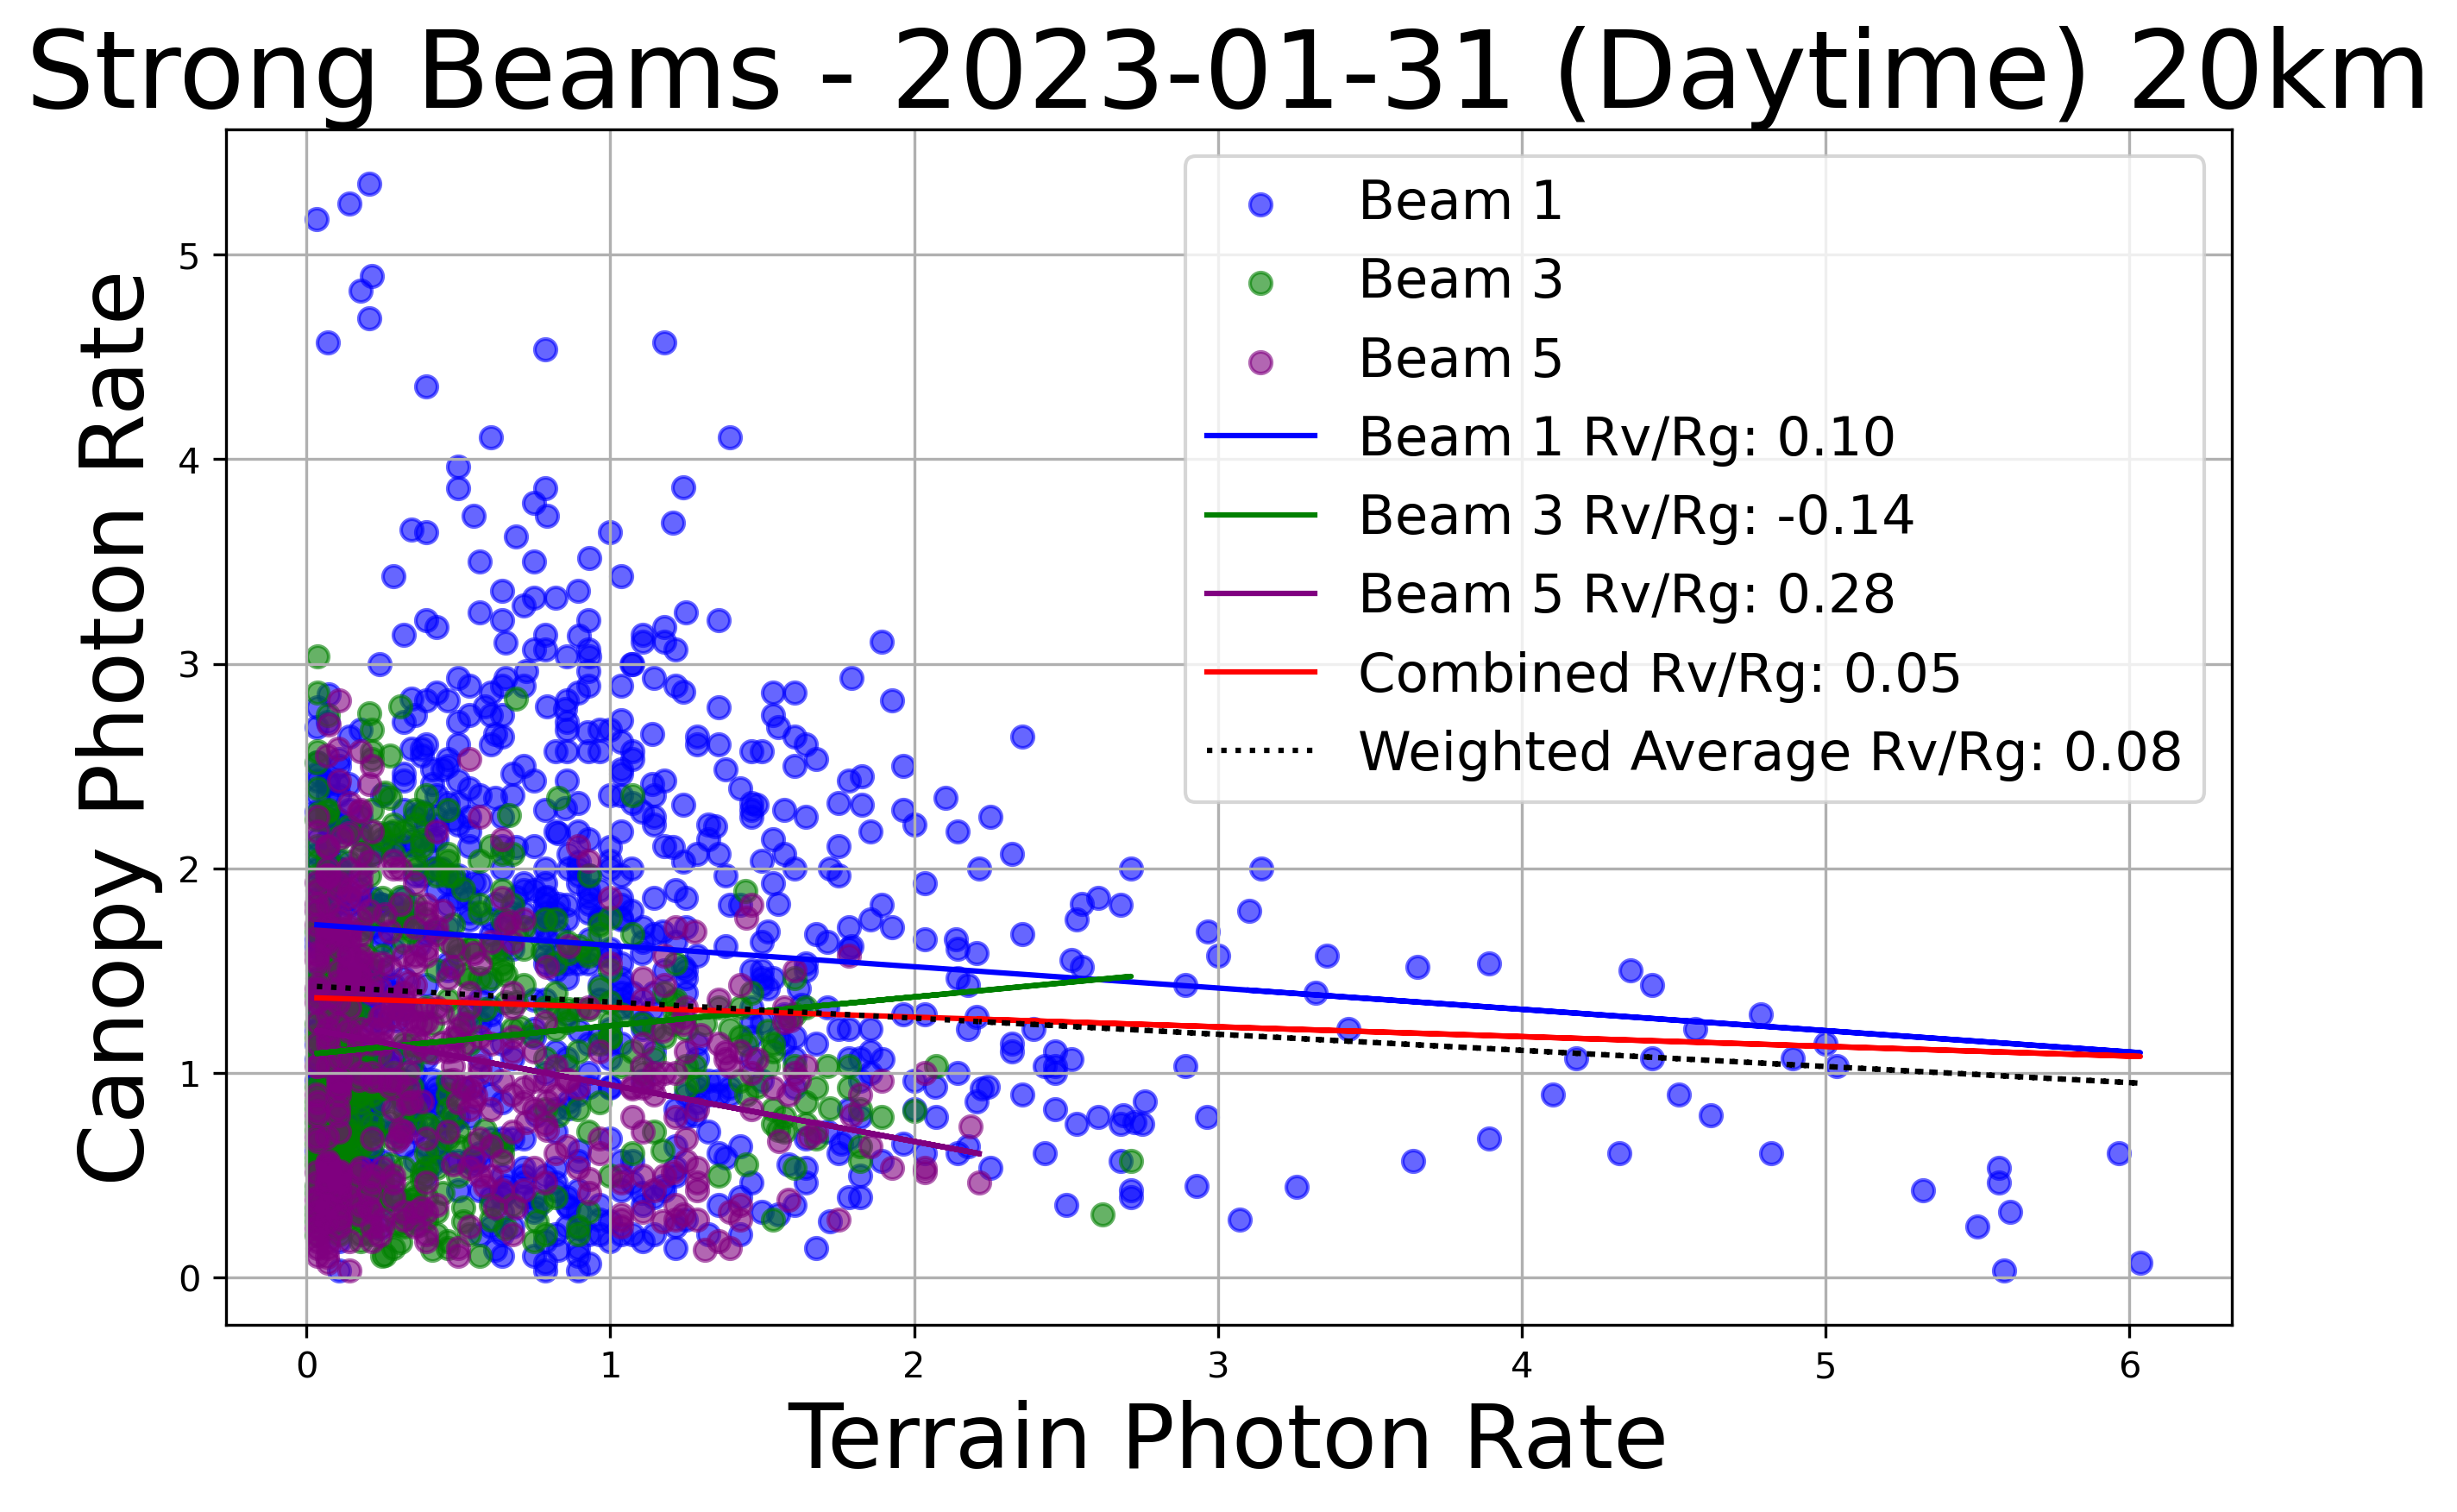 Strong Beams - 2023-01-31 (Daytime) 20km
Canopy Photon Rate
5
4
3
2
1
0
Beam 1
Beam 3
Beam 5
Beam 1 Rv/Rg: 0.10
Beam 3 Rv/Rg: -0.14
Beam 5 Rv/Rg: 0.28
Combined Rv/Rg: 0.05
Weighted Average Rv/Rg: 0.08
0 1 2 3 4 5 6
Terrain Photon Rate